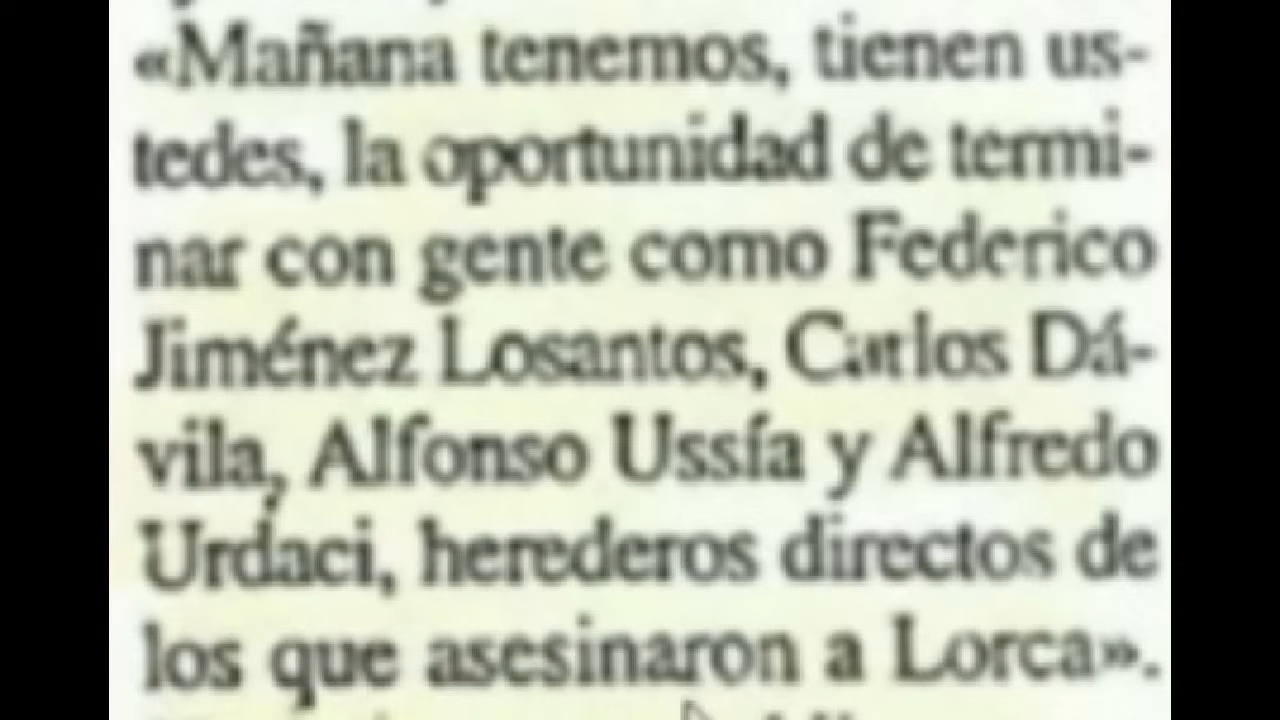 «Mañana tenemos, tienen us-
tedes, la oportunidad de termi-
nar con gente como Federico
Jiménez Losantos, Carlos Dá-
vila, Alfonso Ussía y Alfredo
Urdaci, herederos directos de
los que asesinaron a Lorca».